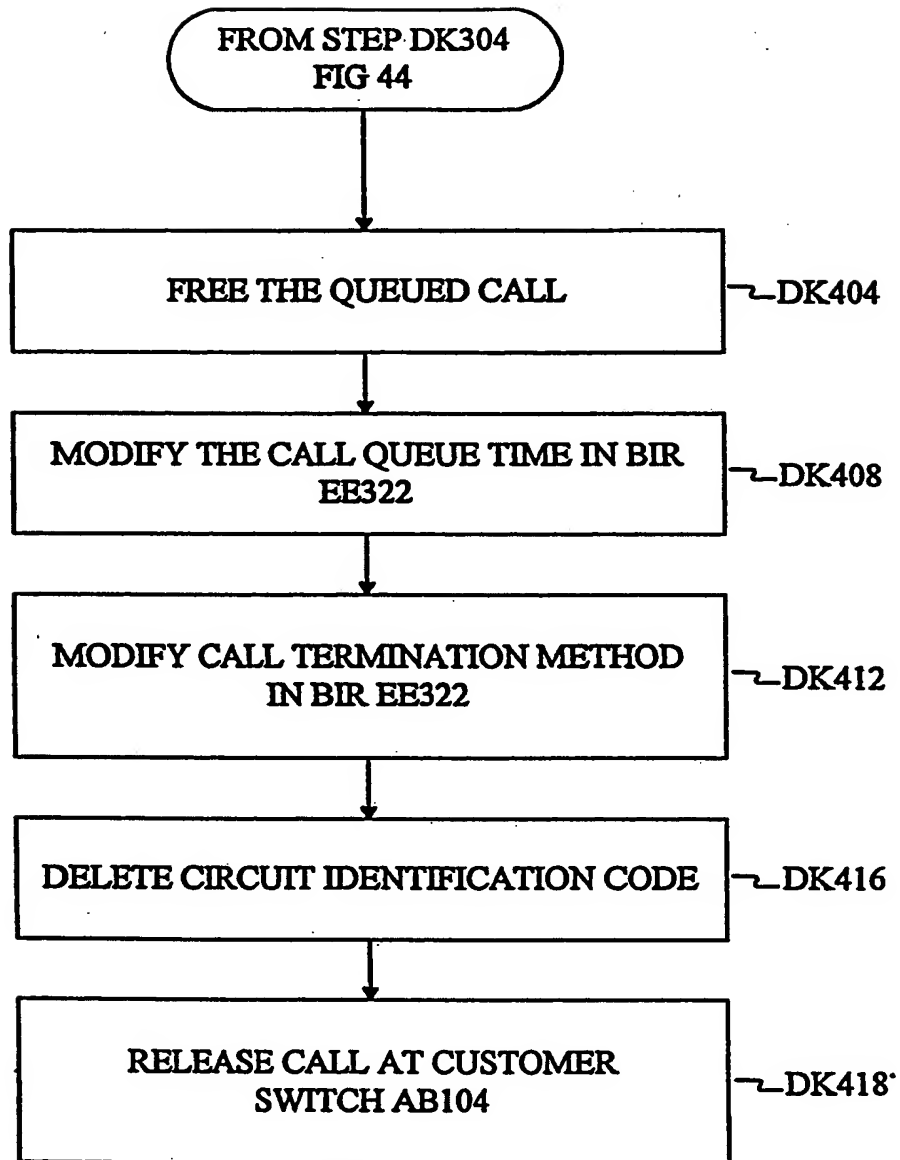 FROM STEP DK304
FIG 44
FREE THE QUEUED CALL
DK404
MODIFY THE CALL QUEUE TIME IN BIR
EE322
DK408
MODIFY CALL TERMINATION METHOD
IN BIR EE322
DK412
DELETE CIRCUIT IDENTIFICATION CODE
DK416
RELEASE CALL AT CUSTOMER
SWITCH AB104
DK418